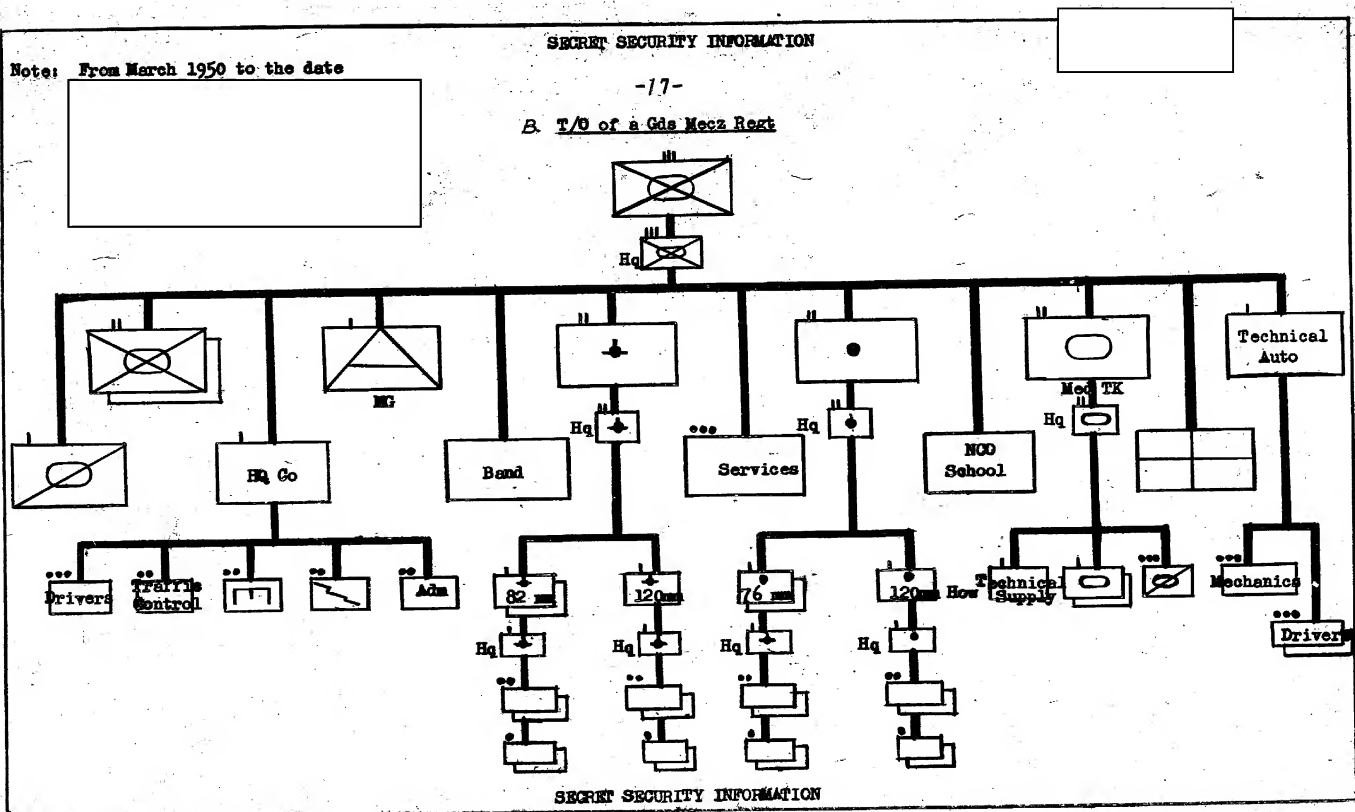 SECRET SECURITY INFORMATION
Note: From March 1950 to the date
-17-
B. T/O of a Gds Mecz Regt
Hq
Technical
Auto
MG
Med TK
Hq
Hq
Hq
HQ Co
Band
Services
NCO
School
Drivers
Traffic
Control
Adm
82 mm
120mm
76 mm
120mm How
Technical
Supply
Mechanics
Drivers
Hq
Hq
Hq
Hq
SECRET SECURITY INFORMATION